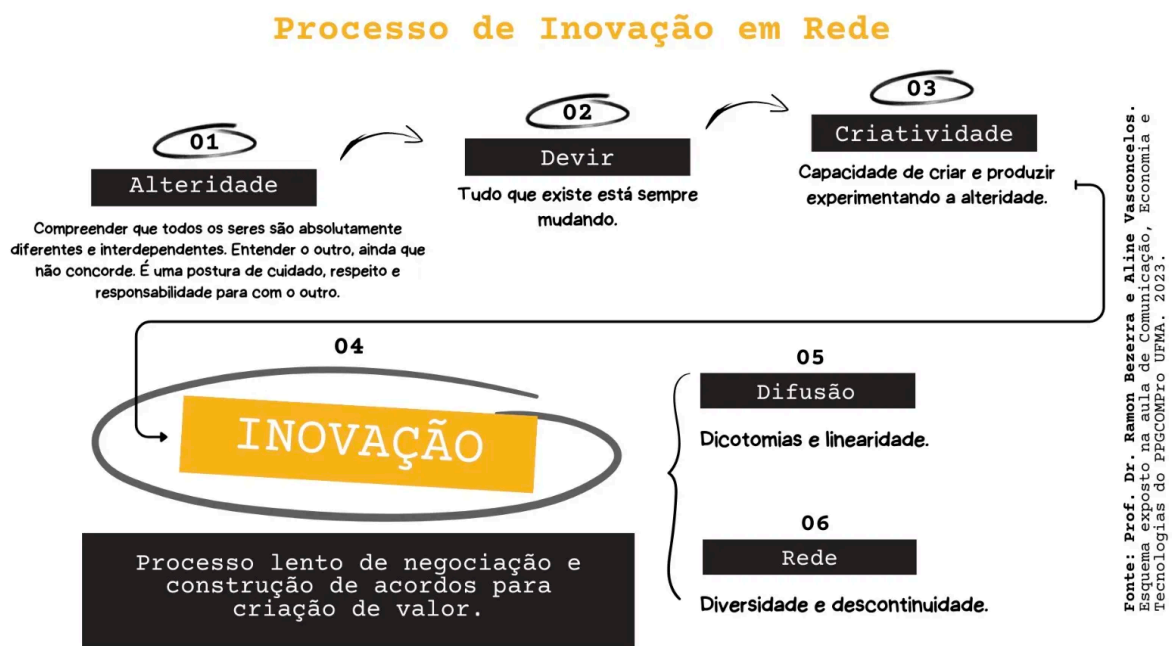 Processo de Inovação em Rede
01
Alteridade
Compreender que todos os seres são absolutamente
diferentes e interdependentes. Entender o outro, ainda que
não concorde. É uma postura de cuidado, respeito e
responsabilidade para com o outro.
02
Devir
Tudo que existe está sempre
mudando.
03
Criatividade
Capacidade de criar e produzir
experimentando a alteridade.
04
INOVAÇÃO
Processo lento de negociação e
construção de acordos para
criação de valor.
05
Difusão
Dicotomias e linearidade.
06
Rede
Diversidade e descontinuidade.
Fonte: Prof. Dr. Ramon Bezerra e Aline Vasconcelos.
Esquema exposto na aula de Comunicação, Economia e
Tecnologias do PPGCOMPro UFMA. 2023.